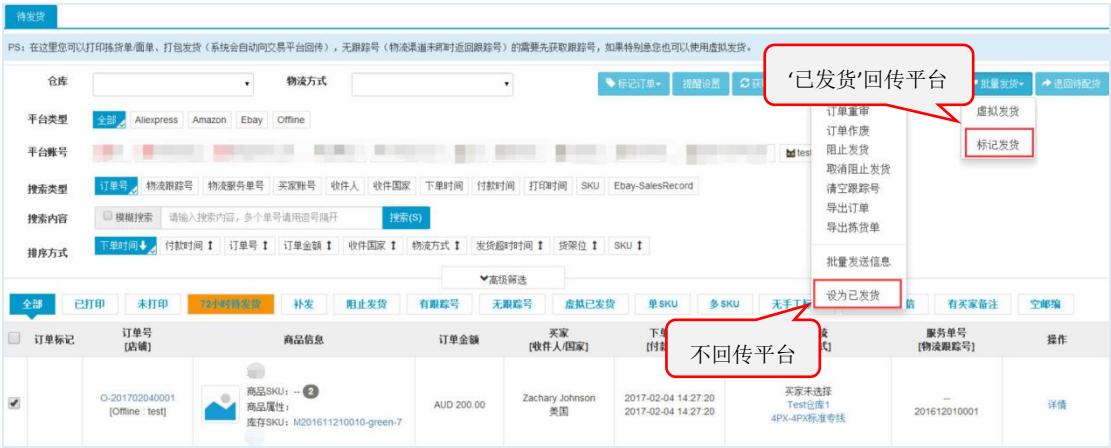 待发货
PS：在这里您可以打印拣货单/面单、打包发货（系统会自动向交易平台回传），无跟踪号（物流渠道未即时返回跟踪号）的需要先获取跟踪号，如果特别急您也可以使用虚拟发货。
仓库 物流方式 标记订单 提醒设置 批量发货 退回待配货
'已发货'回传平台
虚拟发货
标记发货
订单重审
订单作废
阻止发货
取消阻止发货
清空跟踪号
导出订单
导出拣货单
批量发送信息
设为已发货
不回传平台
平台类型 全部 Aliexpress Amazon Ebay Offline
平台账号 test
搜索类型 订单号 物流跟踪号 物流服务单号 买家账号 收件人 收件国家 下单时间 付款时间 打印时间 SKU Ebay-SalesRecord
搜索内容 模糊搜索 请输入搜索内容，多个单号请用逗号隔开 搜索(S)
排序方式 下单时间 付款时间 订单号 订单金额 收件国家 物流方式 发货超时时间 货架位 SKU
高级筛选
全部 已打印 未打印 72小时待发货 补发 阻止发货 有跟踪号 无跟踪号 虚拟已发货 单SKU 多SKU 有买家备注 空邮编
订单标记 订单号 商品信息 订单金额 买家 服务单号 操作
[店铺] [收件人/国家] [物流跟踪号]
O-201702040001
[Offline : test]
商品SKU： -- 2
商品属性：
库存SKU： M201611210010-green-7
AUD 200.00
Zachary Johnson
美国
2017-02-04 14:27:20
2017-02-04 14:27:20
买家未选择
Test仓库1
4PX-4PX标准专线
--
201612010001
详情